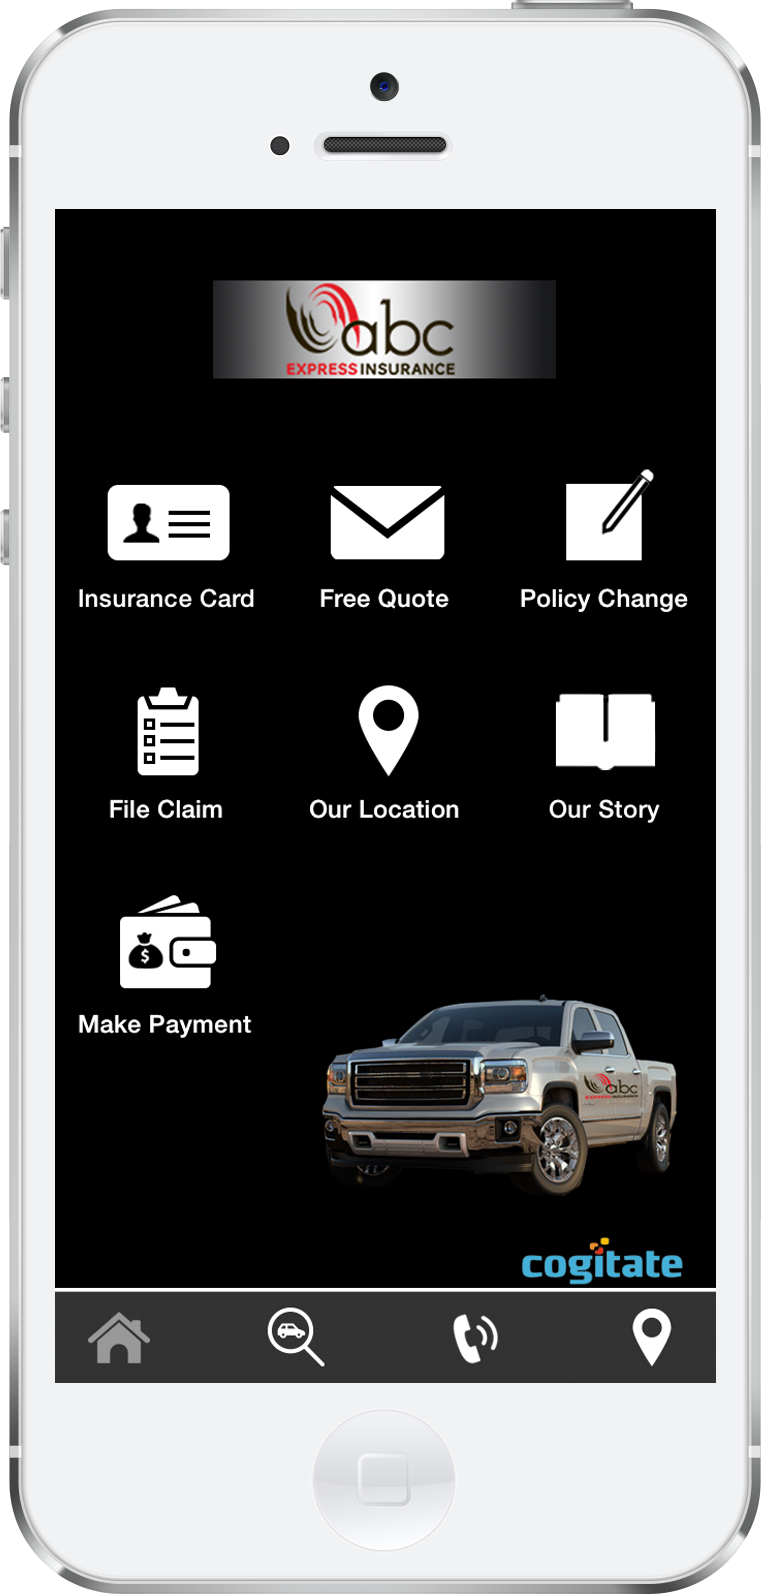 abc
EXPRESS INSURANCE
Insurance Card
Free Quote
Policy Change
File Claim
Our Location
Our Story
$
Make Payment
abc
EXPRESS INSURANCE
cogitate